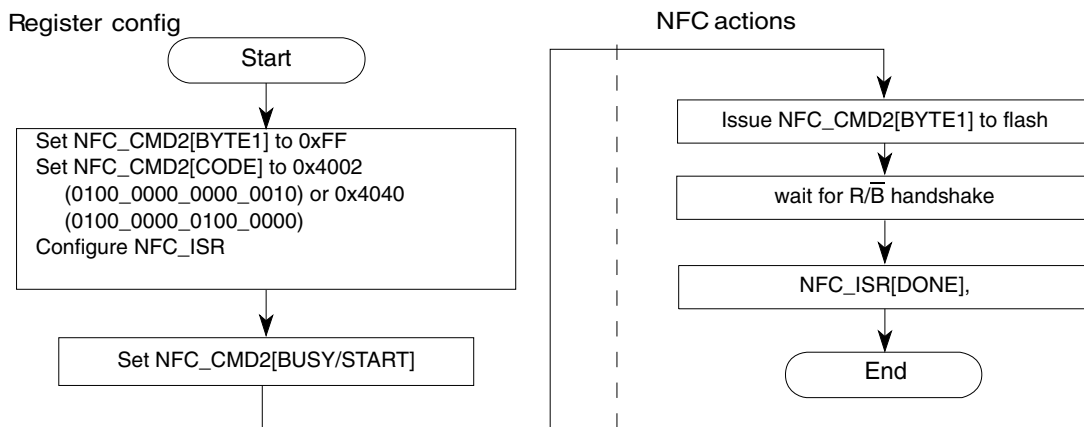 Register config
Start
Set NFC_CMD2[BYTE1] to 0xFF
Set NFC_CMD2[CODE] to 0x4002
(0100_0000_0000_0010) or 0x4040
(0100_0000_0100_0000)
Configure NFC_ISR
Set NFC_CMD2[BUSY/START]
NFC actions
Issue NFC_CMD2[BYTE1] to flash
wait for R/B̅ handshake
NFC_ISR[DONE],
End